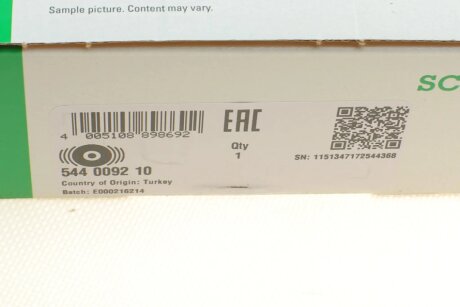 Sample picture. Content may vary.
SC
4 005108 898692
EAC
Qty
1
SN: 1151347172544368
544 0092 10
Country of Origin: Turkey
Batch: E000216214